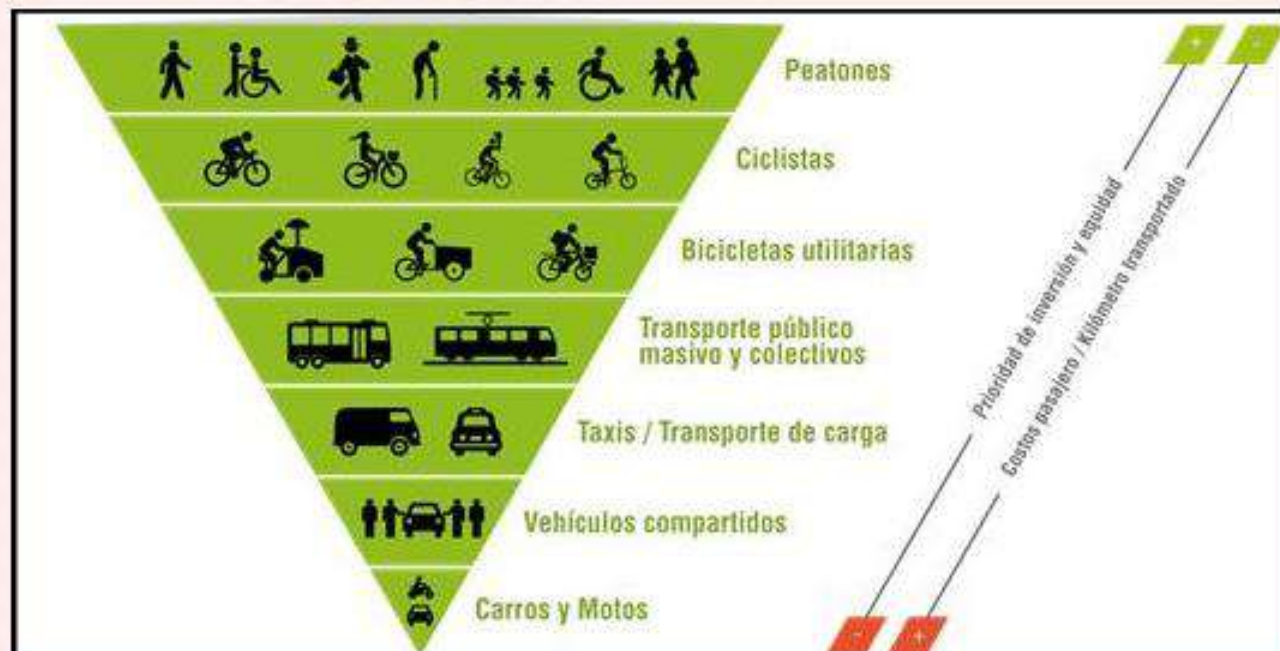 Peatones
Ciclistas
Bicicletas utilitarias
Transporte público
masivo y colectivos
Taxis / Transporte de carga
Vehículos compartidos
Carros y Motos
+
-
Prioridad de inversión y equidad
Costos pasajero / Kilómetro transportado
-
+